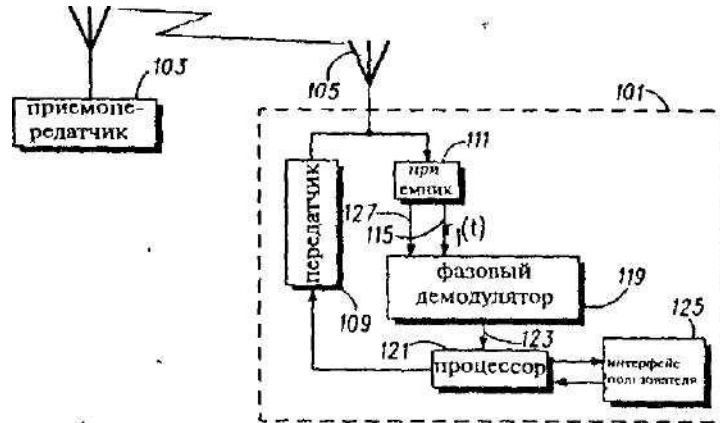 103
приемопе-
редатчик
105
101
111
при
емник
127
115
r₁(t)
передатчик
109
фазовый
демодулятор
119
123
121
процессор
125
интерфейс
пользователя